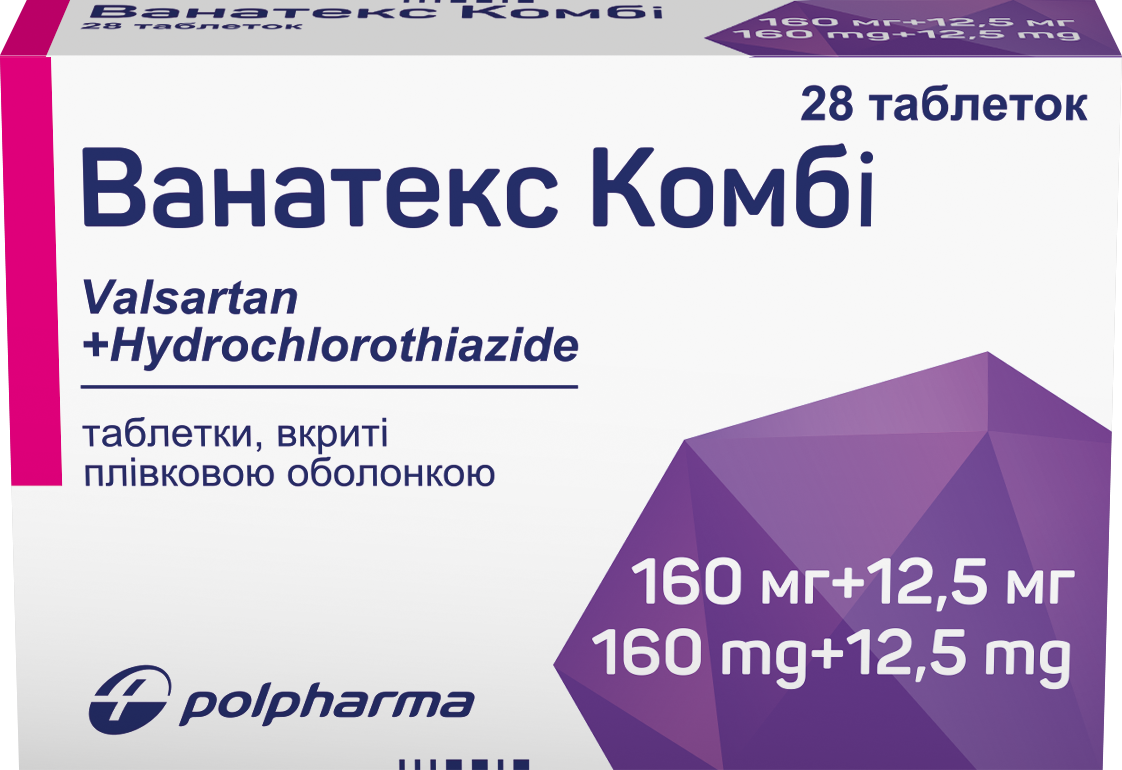 Ванатекс Комбі
28 таблеток
160 мг+12,5 мг
160 mg+12,5 mg
28 таблеток
Ванатекс Комбі
Valsartan
+Hydrochlorothiazide
таблетки, вкриті
плівковою оболонкою
160 мг+12,5 мг
160 mg+12,5 mg
polpharma